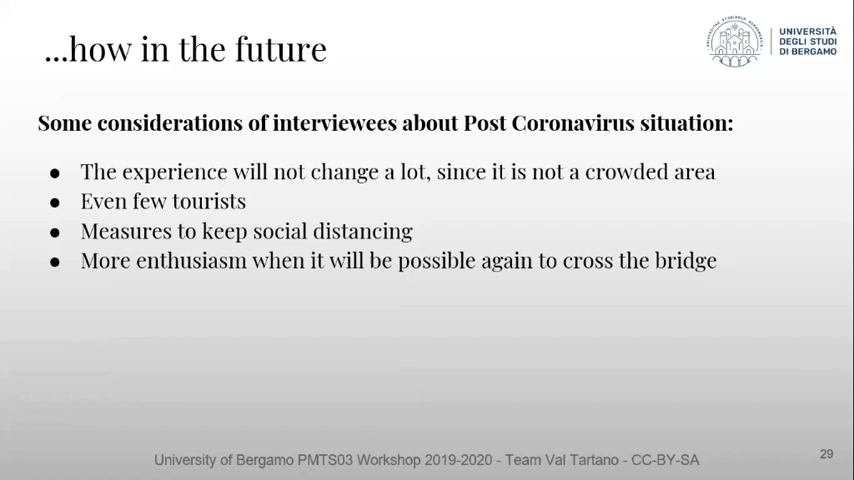 ...how in the future
UNIVERSITÀ
DEGLI STUDI
DI BERGAMO
Some considerations of interviewees about Post Coronavirus situation:
● The experience will not change a lot, since it is not a crowded area
● Even few tourists
● Measures to keep social distancing
● More enthusiasm when it will be possible again to cross the bridge
University of Bergamo PMTS03 Workshop 2019-2020 - Team Val Tartano - CC-BY-SA
29